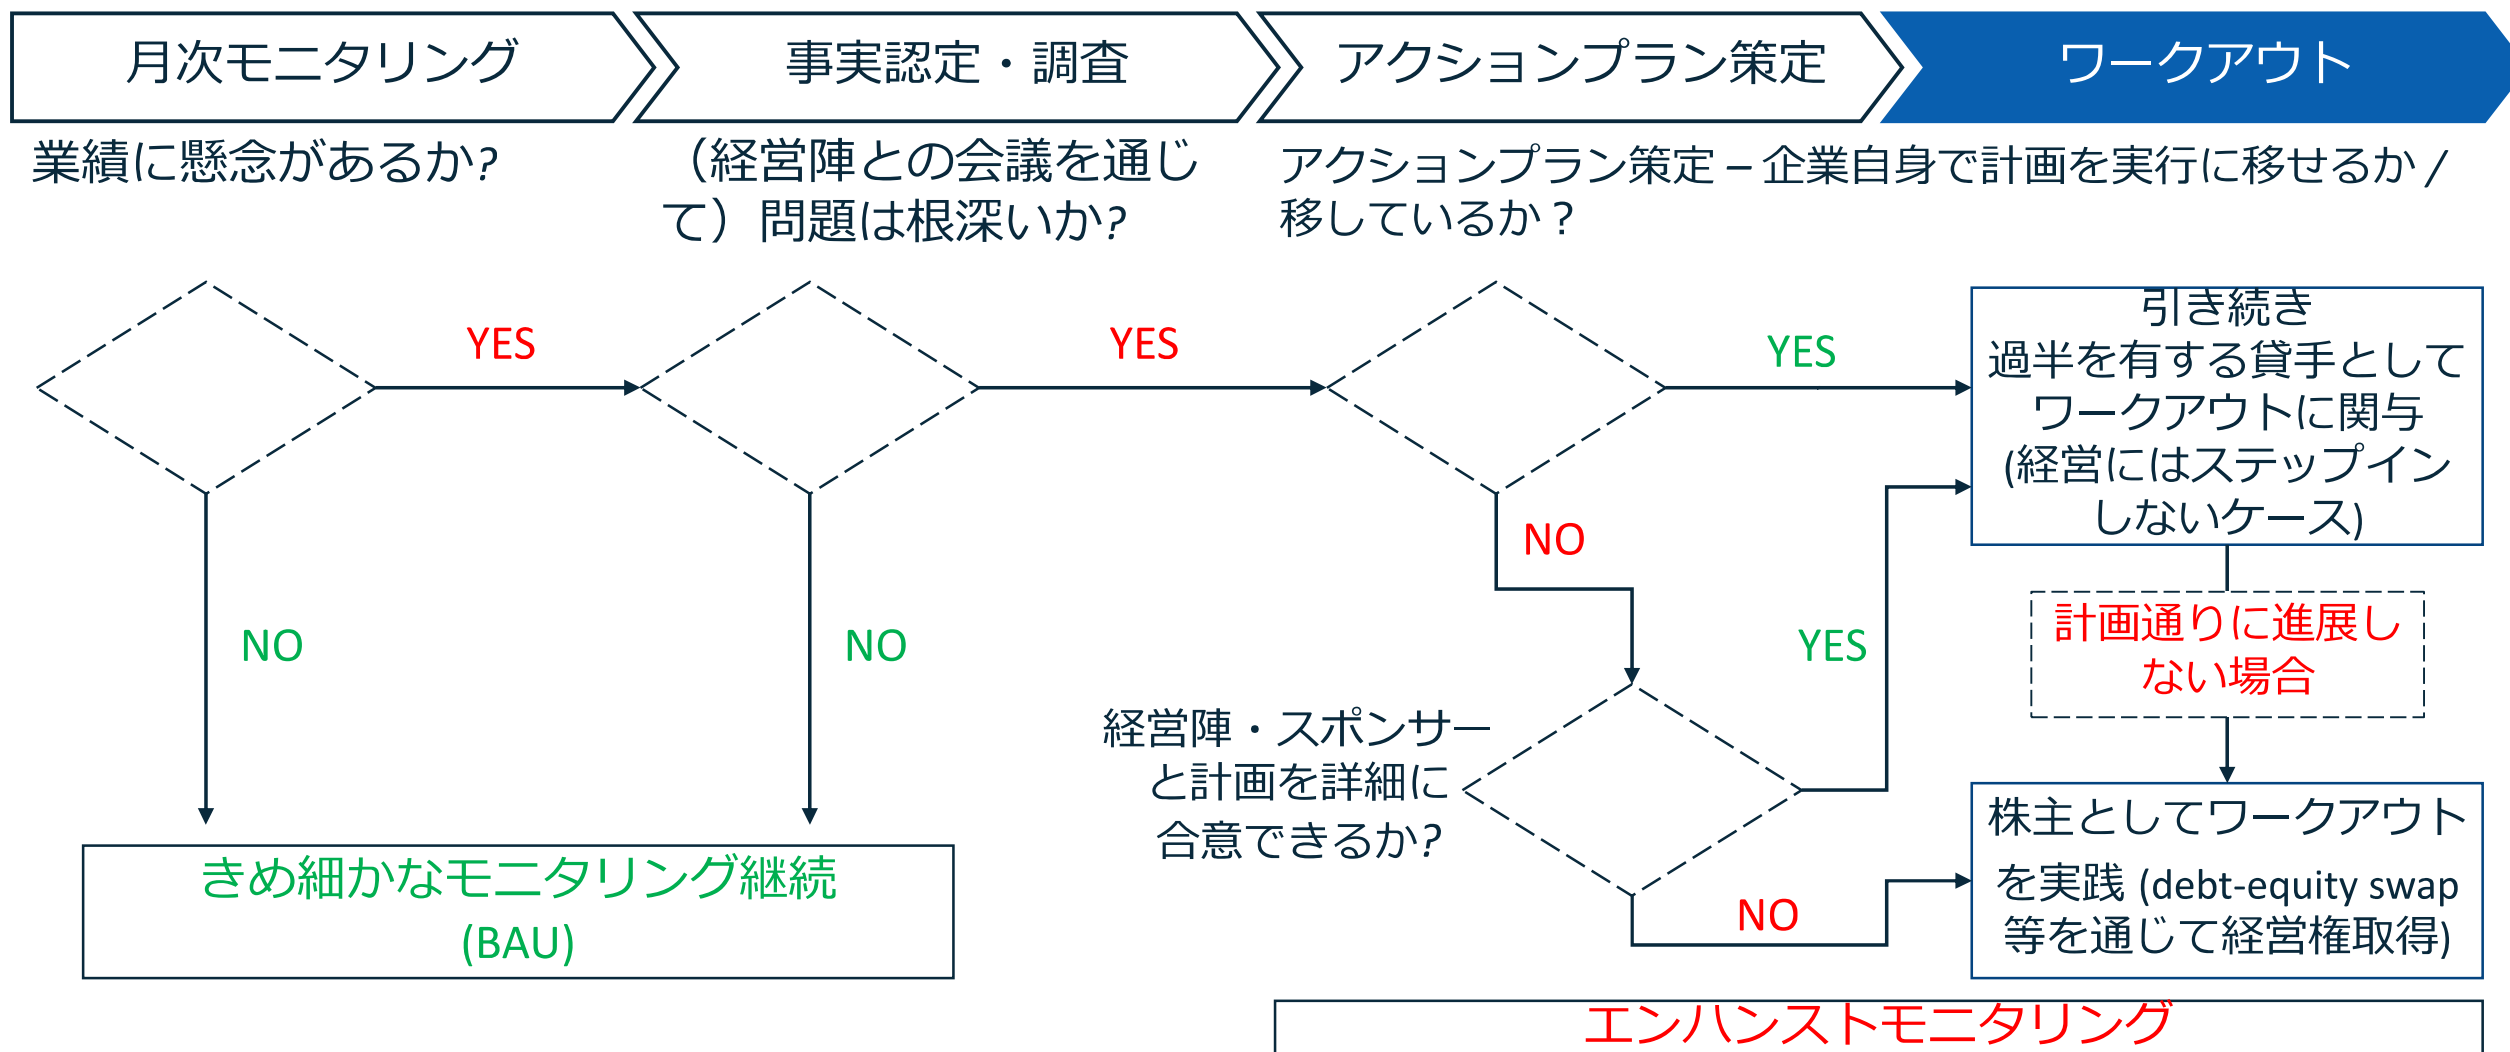 月次モニタリング
事実認定・調査
アクションプラン策定
ワークアウト
業績に懸念があるか?
（経営陣との会議を通し
て）問題は根深いか?
アクションプラン策定 – 企業自身で計画を実行に移せるか／
移しているか？
YES
YES
YES
NO
NO
NO
YES
NO
引き続き
過半を有する貸手として
ワークアウトに関与
(経営にはステップイン
しないケース)
計画通りに進展し
ない場合
経営陣・スポンサー
と計画を詳細に
合意できるか?
株主としてワークアウト
を実践 (debt-equity swap
等を通じて経営権取得)
きめ細かなモニタリング継続
(BAU)
エンハンストモニタリング